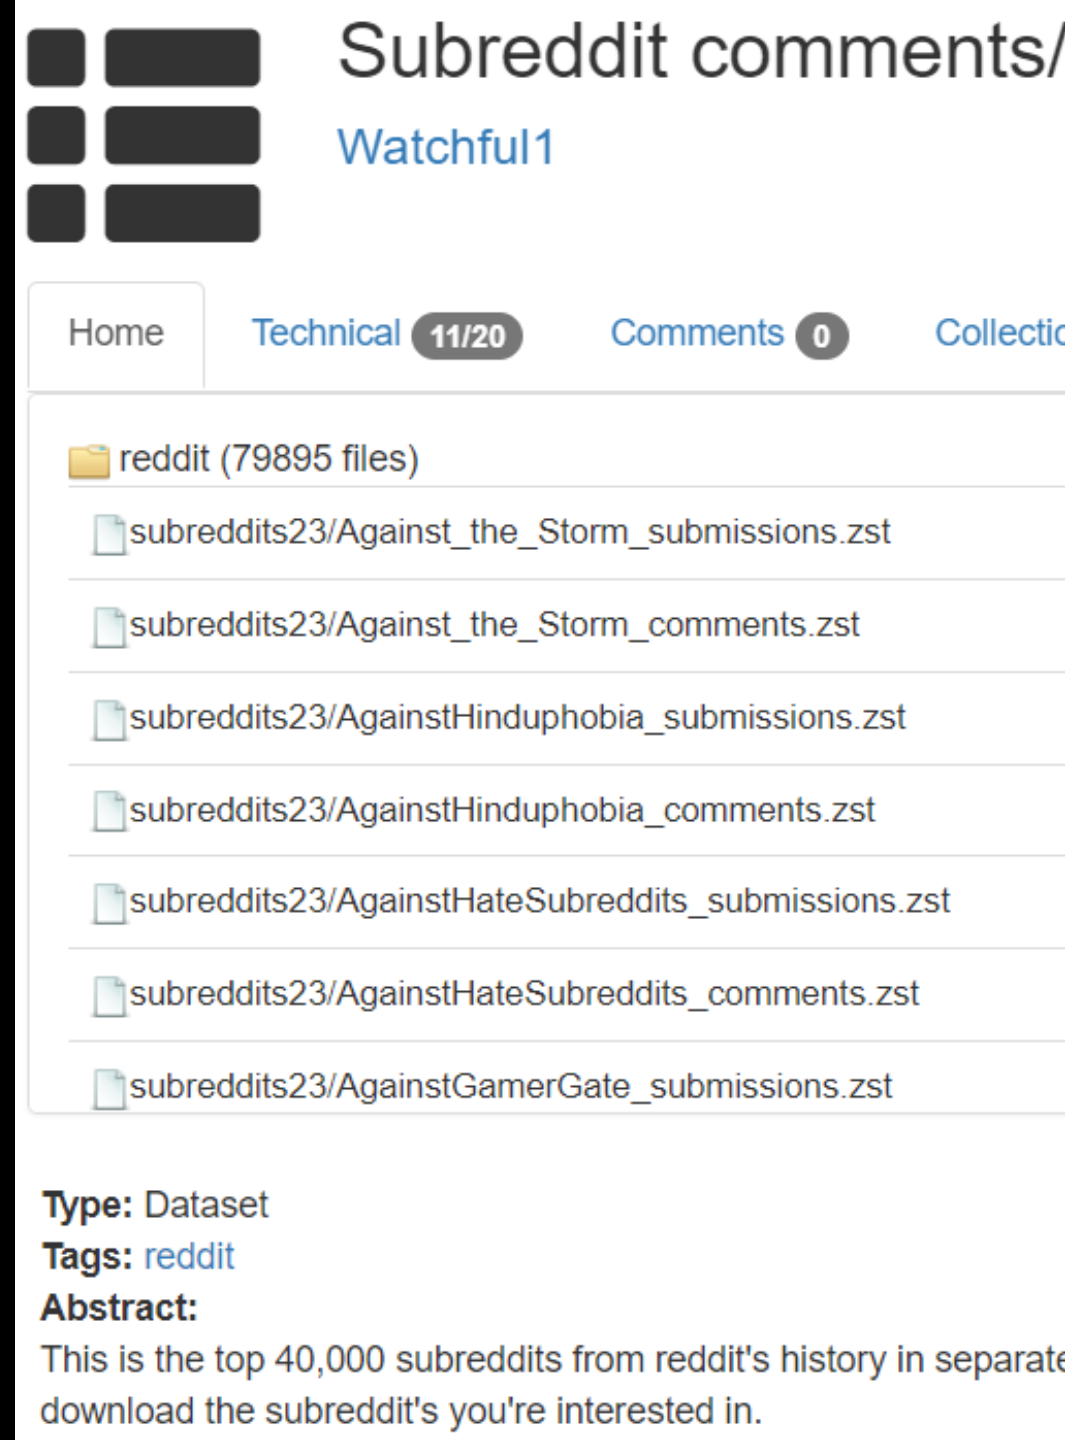 Subreddit comments/
Watchful1
Home Technical 11/20 Comments 0 Collectio
reddit (79895 files)
subreddits23/Against_the_Storm_submissions.zst
subreddits23/Against_the_Storm_comments.zst
subreddits23/AgainstHinduphobia_submissions.zst
subreddits23/AgainstHinduphobia_comments.zst
subreddits23/AgainstHateSubreddits_submissions.zst
subreddits23/AgainstHateSubreddits_comments.zst
subreddits23/AgainstGamerGate_submissions.zst
Type: Dataset
Tags: reddit
Abstract:
This is the top 40,000 subreddits from reddit's history in separate
download the subreddit's you're interested in.